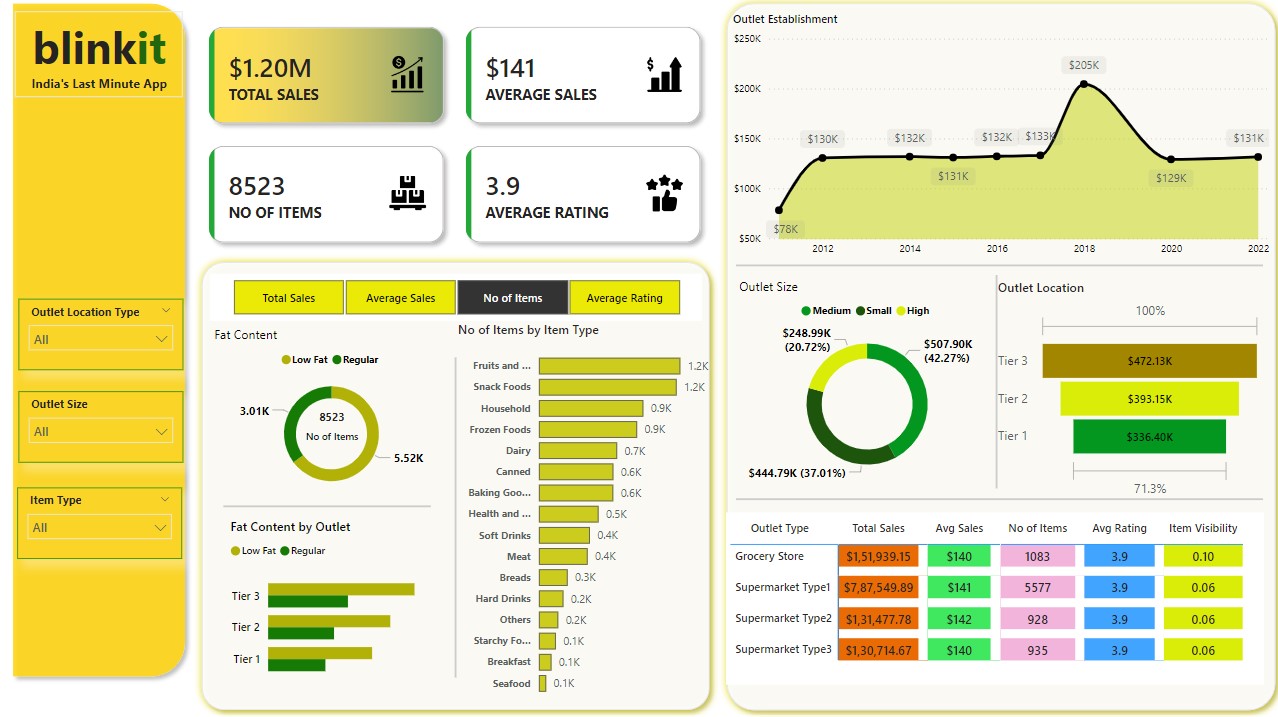 blinkit
India's Last Minute App
Outlet Location Type
All
Outlet Size
All
Item Type
All
$1.20M
TOTAL SALES
$141
AVERAGE SALES
8523
NO OF ITEMS
3.9
AVERAGE RATING
Total Sales
Average Sales
No of Items
Average Rating
Fat Content
Low Fat Regular
3.01K
8523
No of Items
5.52K
Fat Content by Outlet
Low Fat Regular
Tier 3
Tier 2
Tier 1
No of Items by Item Type
Fruits and ... 1.2K
Snack Foods 1.2K
Household 0.9K
Frozen Foods 0.9K
Dairy 0.7K
Canned 0.6K
Baking Goo... 0.6K
Health and ... 0.5K
Soft Drinks 0.4K
Meat 0.4K
Breads 0.3K
Hard Drinks 0.2K
Others 0.2K
Starchy Fo... 0.1K
Breakfast 0.1K
Seafood 0.1K
Outlet Establishment
$250K
$200K
$150K
$100K
$50K
$78K
$130K
$132K
$131K
$132K
$133K
$205K
$129K
$131K
2012 2014 2016 2018 2020 2022
Outlet Size
Medium Small High
$248.99K
(20.72%)
$507.90K
(42.27%)
$444.79K (37.01%)
Outlet Location
100%
Tier 3 $472.13K
Tier 2 $393.15K
Tier 1 $336.40K
71.3%
Outlet Type Total Sales Avg Sales No of Items Avg Rating Item Visibility
Grocery Store $1,51,939.15 $140 1083 3.9 0.10
Supermarket Type1 $7,87,549.89 $141 5577 3.9 0.06
Supermarket Type2 $1,31,477.78 $142 928 3.9 0.06
Supermarket Type3 $1,30,714.67 $140 935 3.9 0.06